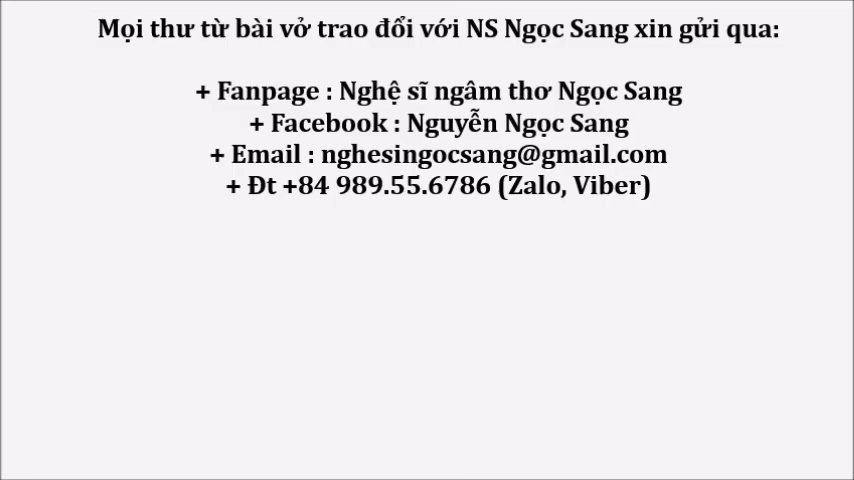 Mọi thư từ bài vở trao đổi với NS Ngọc Sang xin gửi qua:
+ Fanpage : Nghệ sĩ ngâm thơ Ngọc Sang
+ Facebook : Nguyễn Ngọc Sang
+ Email : nghesingocsang@gmail.com
+ Đt +84 989.55.6786 (Zalo, Viber)